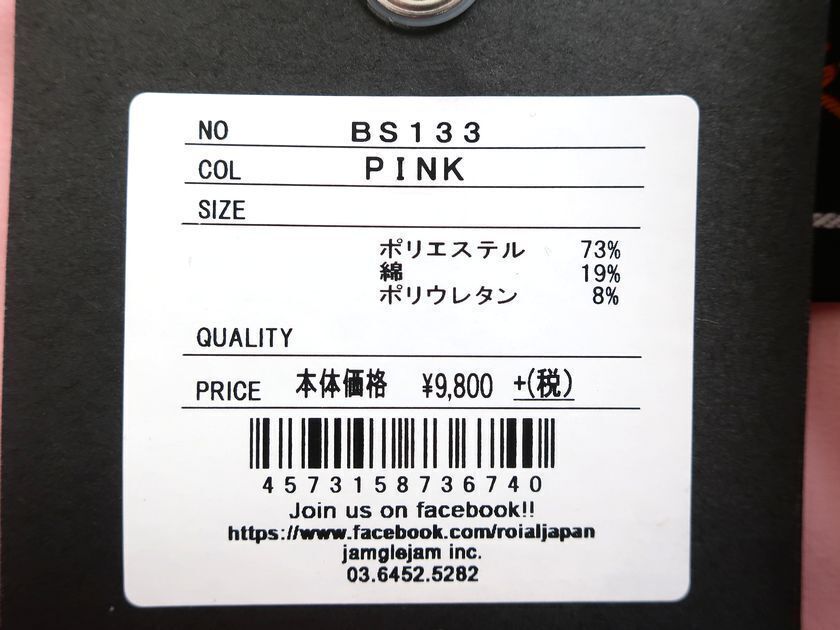 NO BS133
COL PINK
SIZE
ポリエステル 73%
綿 19%
ポリウレタン 8%
QUALITY
PRICE 本体価格 ¥9,800 +(税)
4573158736740
Join us on facebook!!
https://www.facebook.com/roialjapan
jamglejam inc.
03.6452.5282